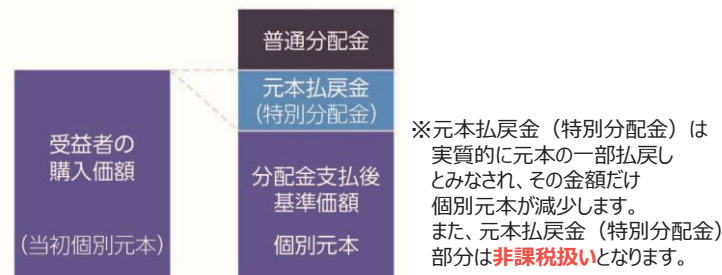 普通分配金
元本払戻金
(特別分配金)
受益者の
購入価額
(当初個別元本)
分配金支払後
基準価額
個別元本
※元本払戻金（特別分配金）は
実質的に元本の一部払戻し
とみなされ、その金額だけ
個別元本が減少します。
また、元本払戻金（特別分配金）
部分は非課税扱いとなります。